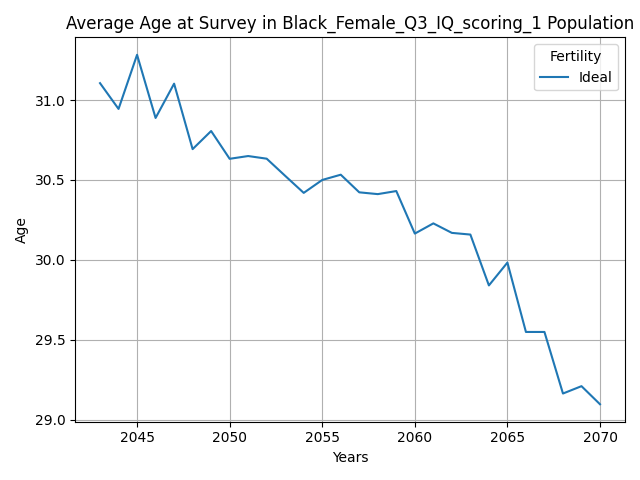 Average Age at Survey in Black_Female_Q3_IQ_scoring_1 Population
Fertility
Ideal
31.0
30.5
30.0
29.5
29.0
Age
2045 2050 2055 2060 2065 2070
Years